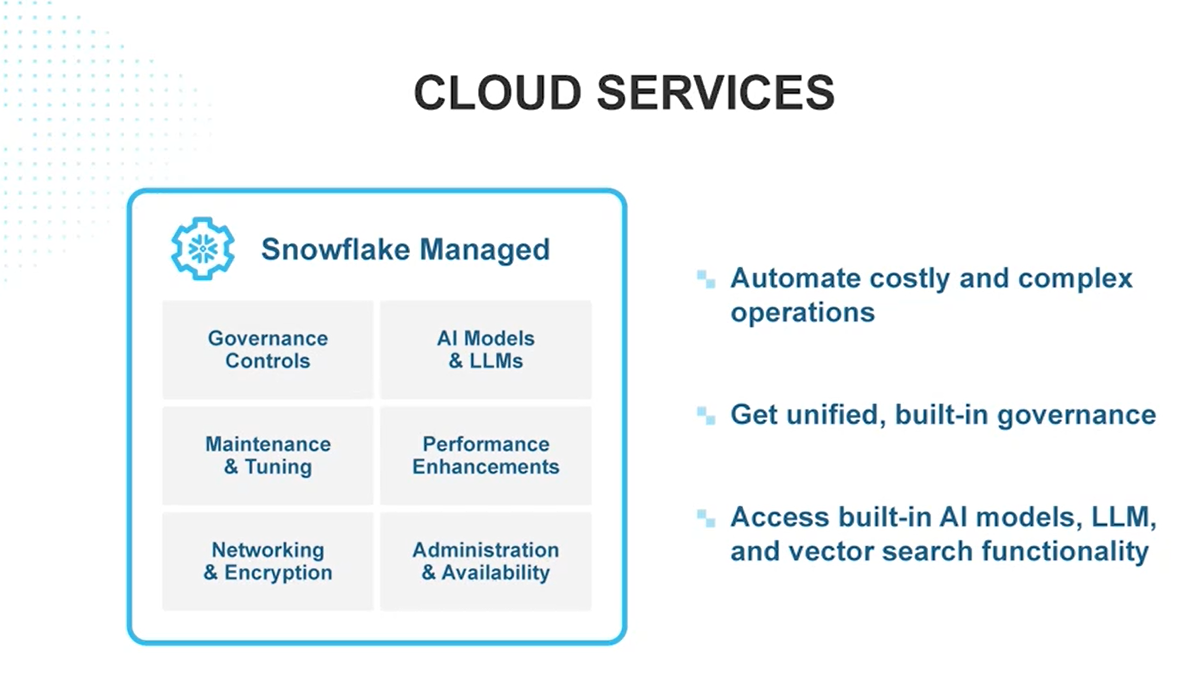 CLOUD SERVICES
Snowflake Managed
Governance
Controls
AI Models
& LLMs
Maintenance
& Tuning
Performance
Enhancements
Networking
& Encryption
Administration
& Availability
Automate costly and complex
operations
Get unified, built-in governance
Access built-in AI models, LLM,
and vector search functionality